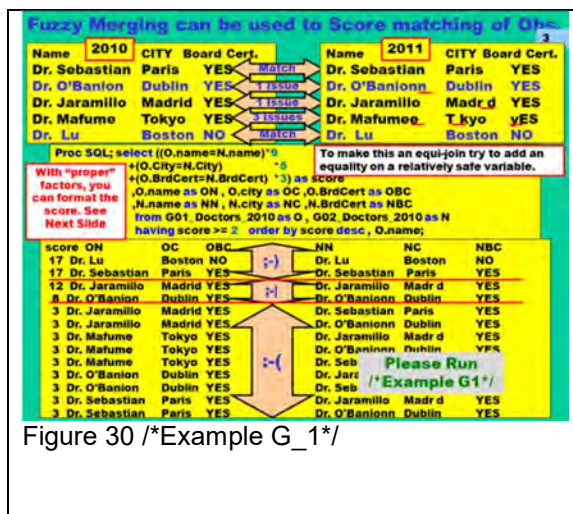 Fuzzy Merging can be used to Score matching of Obs.
3
Name 2010 CITY Board Cert.
Dr. Sebastian Paris YES
Dr. O'Banion Dublin YES
Dr. Jaramillo Madrid YES
Dr. Mafume Tokyo YES
Dr. Lu Boston NO
Match
1 Issue
1 Issue
3 Issues
Match
Name 2011 CITY Board Cert.
Dr. Sebastian Paris YES
Dr. O'Banionn Dublin YES
Dr. Jaramillo Madr d YES
Dr. Mafumee T kyo yES
Dr. Lu Boston NO
Proc SQL; select ((O.name=N.name)*9
+(O.City=N.City) *5
+(O.BrdCert=N.BrdCert) *3) as score
,O.name as ON , O.city as OC ,O.BrdCert as OBC
,N.name as NN , N.city as NC ,N.BrdCert as NBC
from G01_Doctors_2010 as O , G02_Doctors_2010 as N
having score >= 2 order by score desc , O.name;
With "proper"
factors, you
can format the
score. See
Next Slide
To make this an equi-join try to add an
equality on a relatively safe variable.
score ON OC OBC NN NC NBC
17 Dr. Lu Boston NO Dr. Lu Boston NO
17 Dr. Sebastian Paris YES Dr. Sebastian Paris YES
12 Dr. Jaramillo Madrid YES Dr. Jaramillo Madr d YES
8 Dr. O'Banion Dublin YES Dr. O'Banionn Dublin YES
3 Dr. Jaramillo Madrid YES Dr. Sebastian Paris YES
3 Dr. Jaramillo Madrid YES Dr. O'Banionn Dublin YES
3 Dr. Mafume Tokyo YES Dr. Jaramillo Madr d YES
3 Dr. Mafume Tokyo YES Dr. O'Banionn Dublin YES
3 Dr. Mafume Tokyo YES Dr. Seb
3 Dr. O'Banion Dublin YES Dr. Jara
3 Dr. O'Banion Dublin YES Dr. Seb
3 Dr. Sebastian Paris YES Dr. Jaramillo Madr d YES
3 Dr. Sebastian Paris YES Dr. O'Banionn Dublin YES
;-)
:-|
:-(
Please Run
/*Example G1*/
Figure 30 /*Example G_1*/